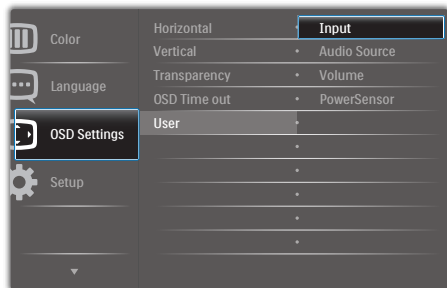 Color
Language
OSD Settings
Setup
Horizontal
Vertical
Transparency
OSD Time out
User
Input
Audio Source
Volume
PowerSensor